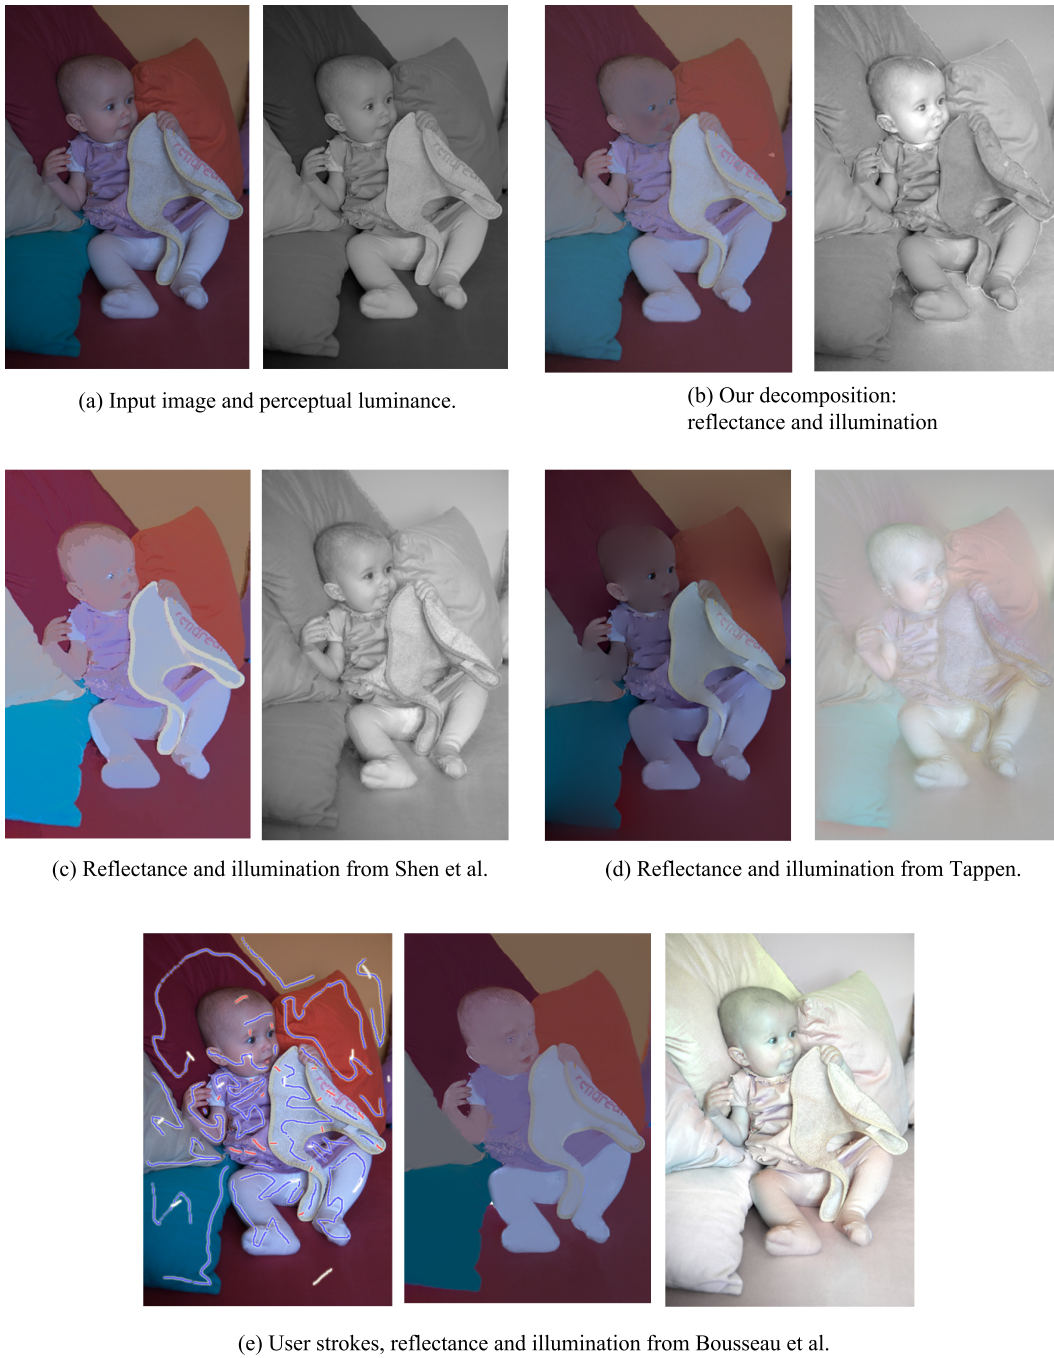 (a) Input image and perceptual luminance.
(b) Our decomposition:
reflectance and illumination
(c) Reflectance and illumination from Shen et al.
(d) Reflectance and illumination from Tappen.
(e) User strokes, reflectance and illumination from Bousseau et al.